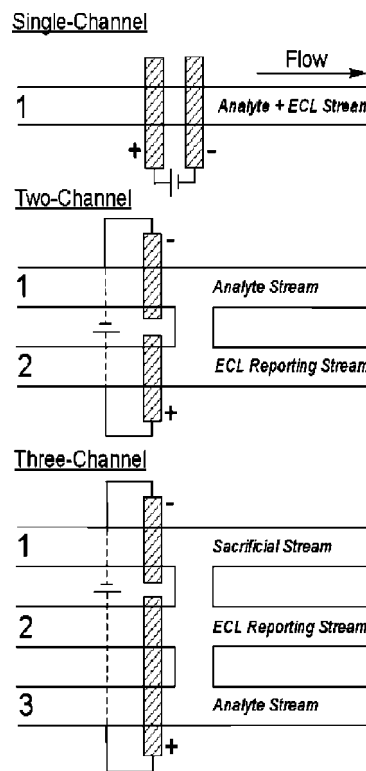 Single-Channel
Flow
1
Analyte + ECL Stream
+
-
Two-Channel
-
1
Analyte Stream
2
ECL Reporting Stream
+
Three-Channel
-
1
Sacrificial Stream
2
ECL Reporting Stream
3
Analyte Stream
+